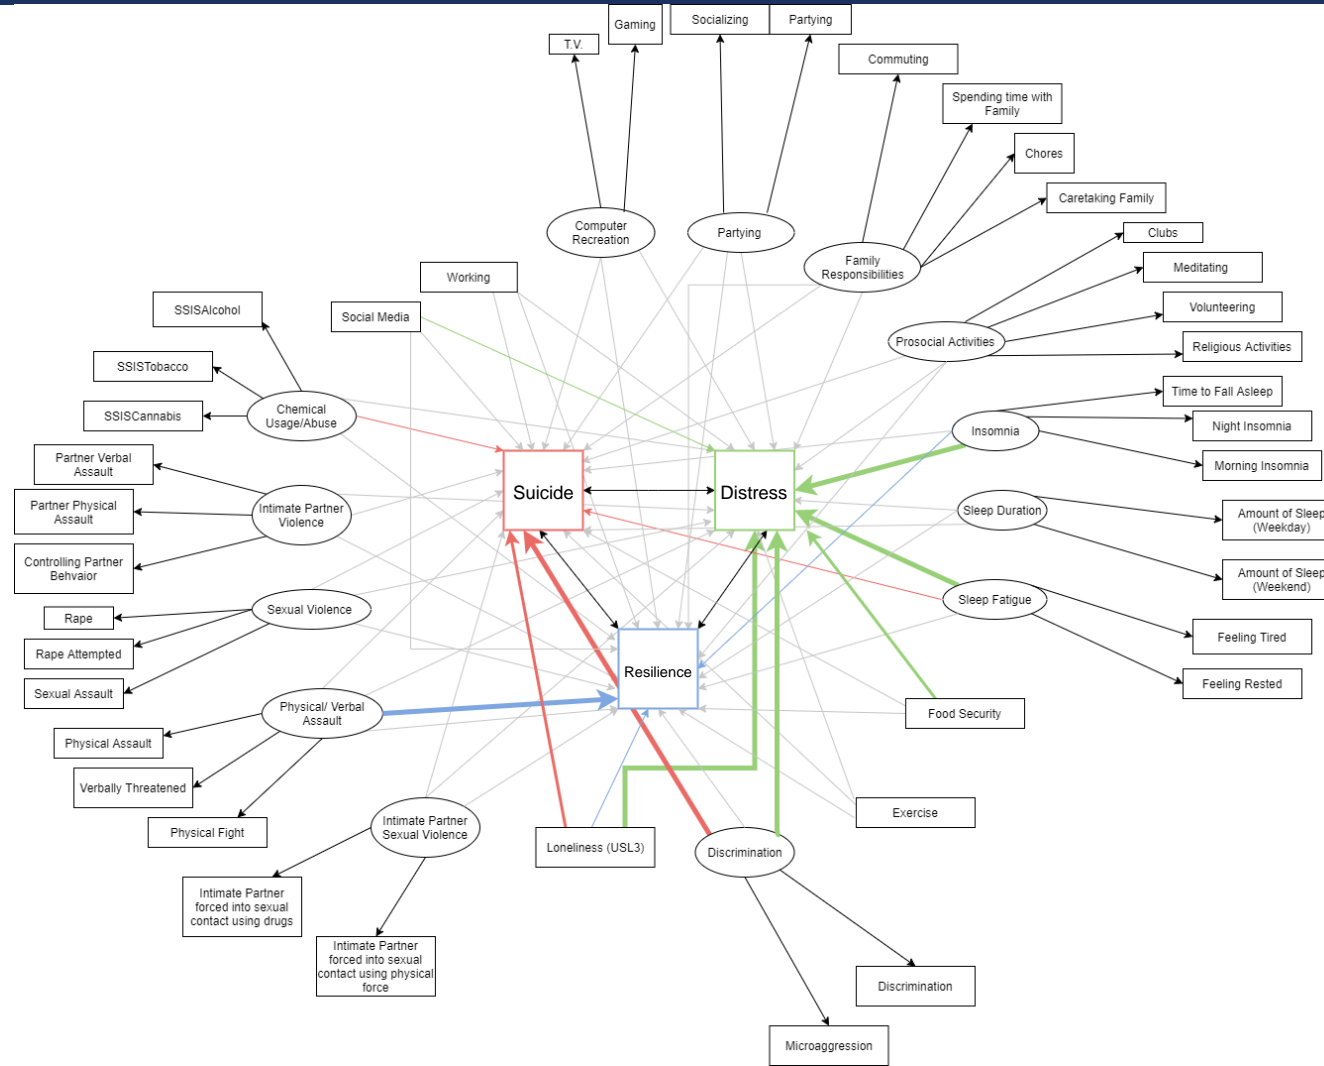 Gaming
Socializing
Partying
T.V.
Commuting
Spending time with
Family
Chores
Caretaking Family
Computer
Recreation
Partying
Family
Responsibilities
Clubs
Meditating
Working
Social Media
Volunteering
Prosocial Activities
Religious Activities
SSISAlcohol
SSISTobacco
SSISCannabis
Chemical
Usage/Abuse
Time to Fall Asleep
Insomnia
Night Insomnia
Morning Insomnia
Partner Verbal
Assault
Partner Physical
Assault
Intimate Partner
Violence
Controlling Partner
Behvaior
Suicide
Distress
Sleep Duration
Amount of Sleep
(Weekday)
Amount of Sleep
(Weekend)
Sleep Fatigue
Feeling Tired
Feeling Rested
Sexual Violence
Rape
Rape Attempted
Sexual Assault
Resilience
Physical/ Verbal
Assault
Food Security
Physical Assault
Verbally Threatened
Physical Fight
Intimate Partner
Sexual Violence
Loneliness (USL3)
Discrimination
Exercise
Intimate Partner
forced into sexual
contact using drugs
Intimate Partner
forced into sexual
contact using physical
force
Discrimination
Microaggression